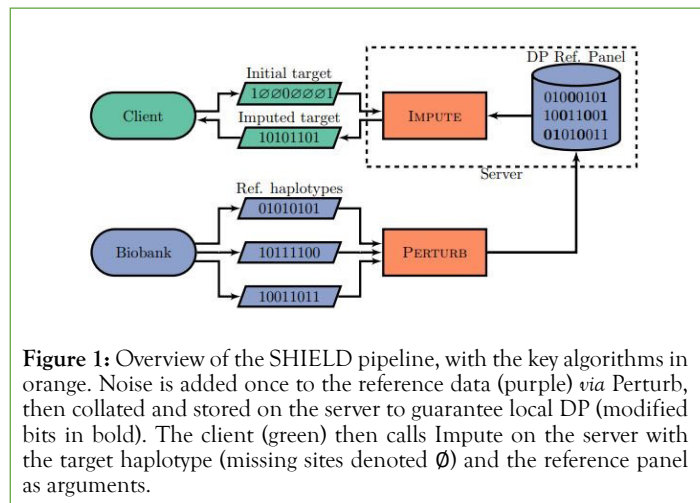 Initial target
1∅∅0∅∅∅1
Client
Imputed target
10101101
IMPUTE
DP Ref. Panel
01000101
10011001
01010011
Server
Ref. haplotypes
01010101
Biobank
10111100
10011011
PERTURB
Figure 1: Overview of the SHIELD pipeline, with the key algorithms in
orange. Noise is added once to the reference data (purple) via Perturb,
then collated and stored on the server to guarantee local DP (modified
bits in bold). The client (green) then calls Impute on the server with
the target haplotype (missing sites denoted Ø) and the reference panel
as arguments.